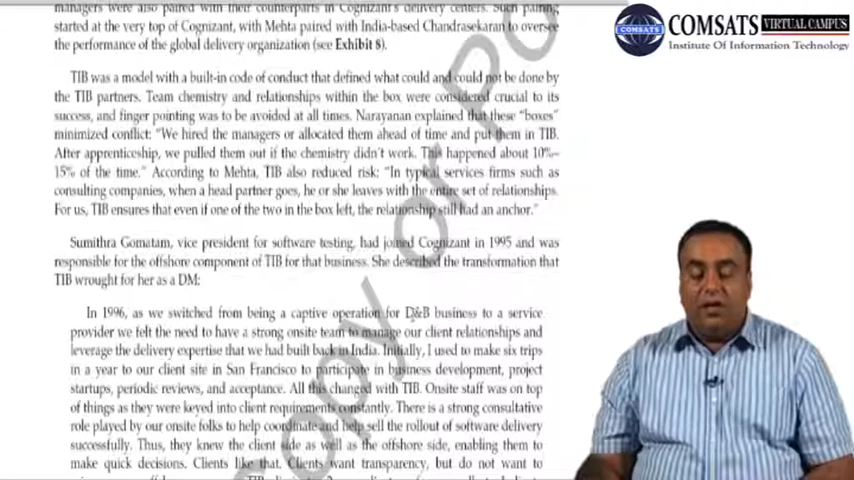 managers were also paired with their counterparts in Cognizant's delivery centers. Such pairing
started at the very top of Cognizant, with Mehta paired with India-based Chandrasekaran to oversee
the performance of the global delivery organization (see Exhibit 8).
TIB was a model with a built-in code of conduct that defined what could and could not be done by
the TIB partners. Team chemistry and relationships within the box were considered crucial to its
success, and finger pointing was to be avoided at all times. Narayanan explained that these "boxes"
minimized conflict: "We hired the managers or allocated them ahead of time and put them in TIB.
After apprenticeship, we pulled them out if the chemistry didn't work. This happened about 10%–
15% of the time." According to Mehta, TIB also reduced risk: "In typical services firms such as
consulting companies, when a head partner goes, he or she leaves with the entire set of relationships.
For us, TIB ensures that even if one of the two in the box left, the relationship still had an anchor."
Sumithra Gomatam, vice president for software testing, had joined Cognizant in 1995 and was
responsible for the offshore component of TIB for that business. She described the transformation that
TIB wrought for her as a DM:
In 1996, as we switched from being a captive operation for D&B business to a service
provider we felt the need to have a strong onsite team to manage our client relationships and
leverage the delivery expertise that we had built back in India. Initially, I used to make six trips
in a year to our client site in San Francisco to participate in business development, project
startups, periodic reviews, and acceptance. All this changed with TIB. Onsite staff was on top
of things as they were keyed into client requirements constantly. There is a strong consultative
role played by our onsite folks to help coordinate and help sell the rollout of software delivery
successfully. Thus, they knew the client side as well as the offshore side, enabling them to
make quick decisions. Clients like that. Clients want transparency, but do not want to
COMSATS VIRTUAL CAMPUS
Institute Of Information Technology
COMSATS
Copy or Po